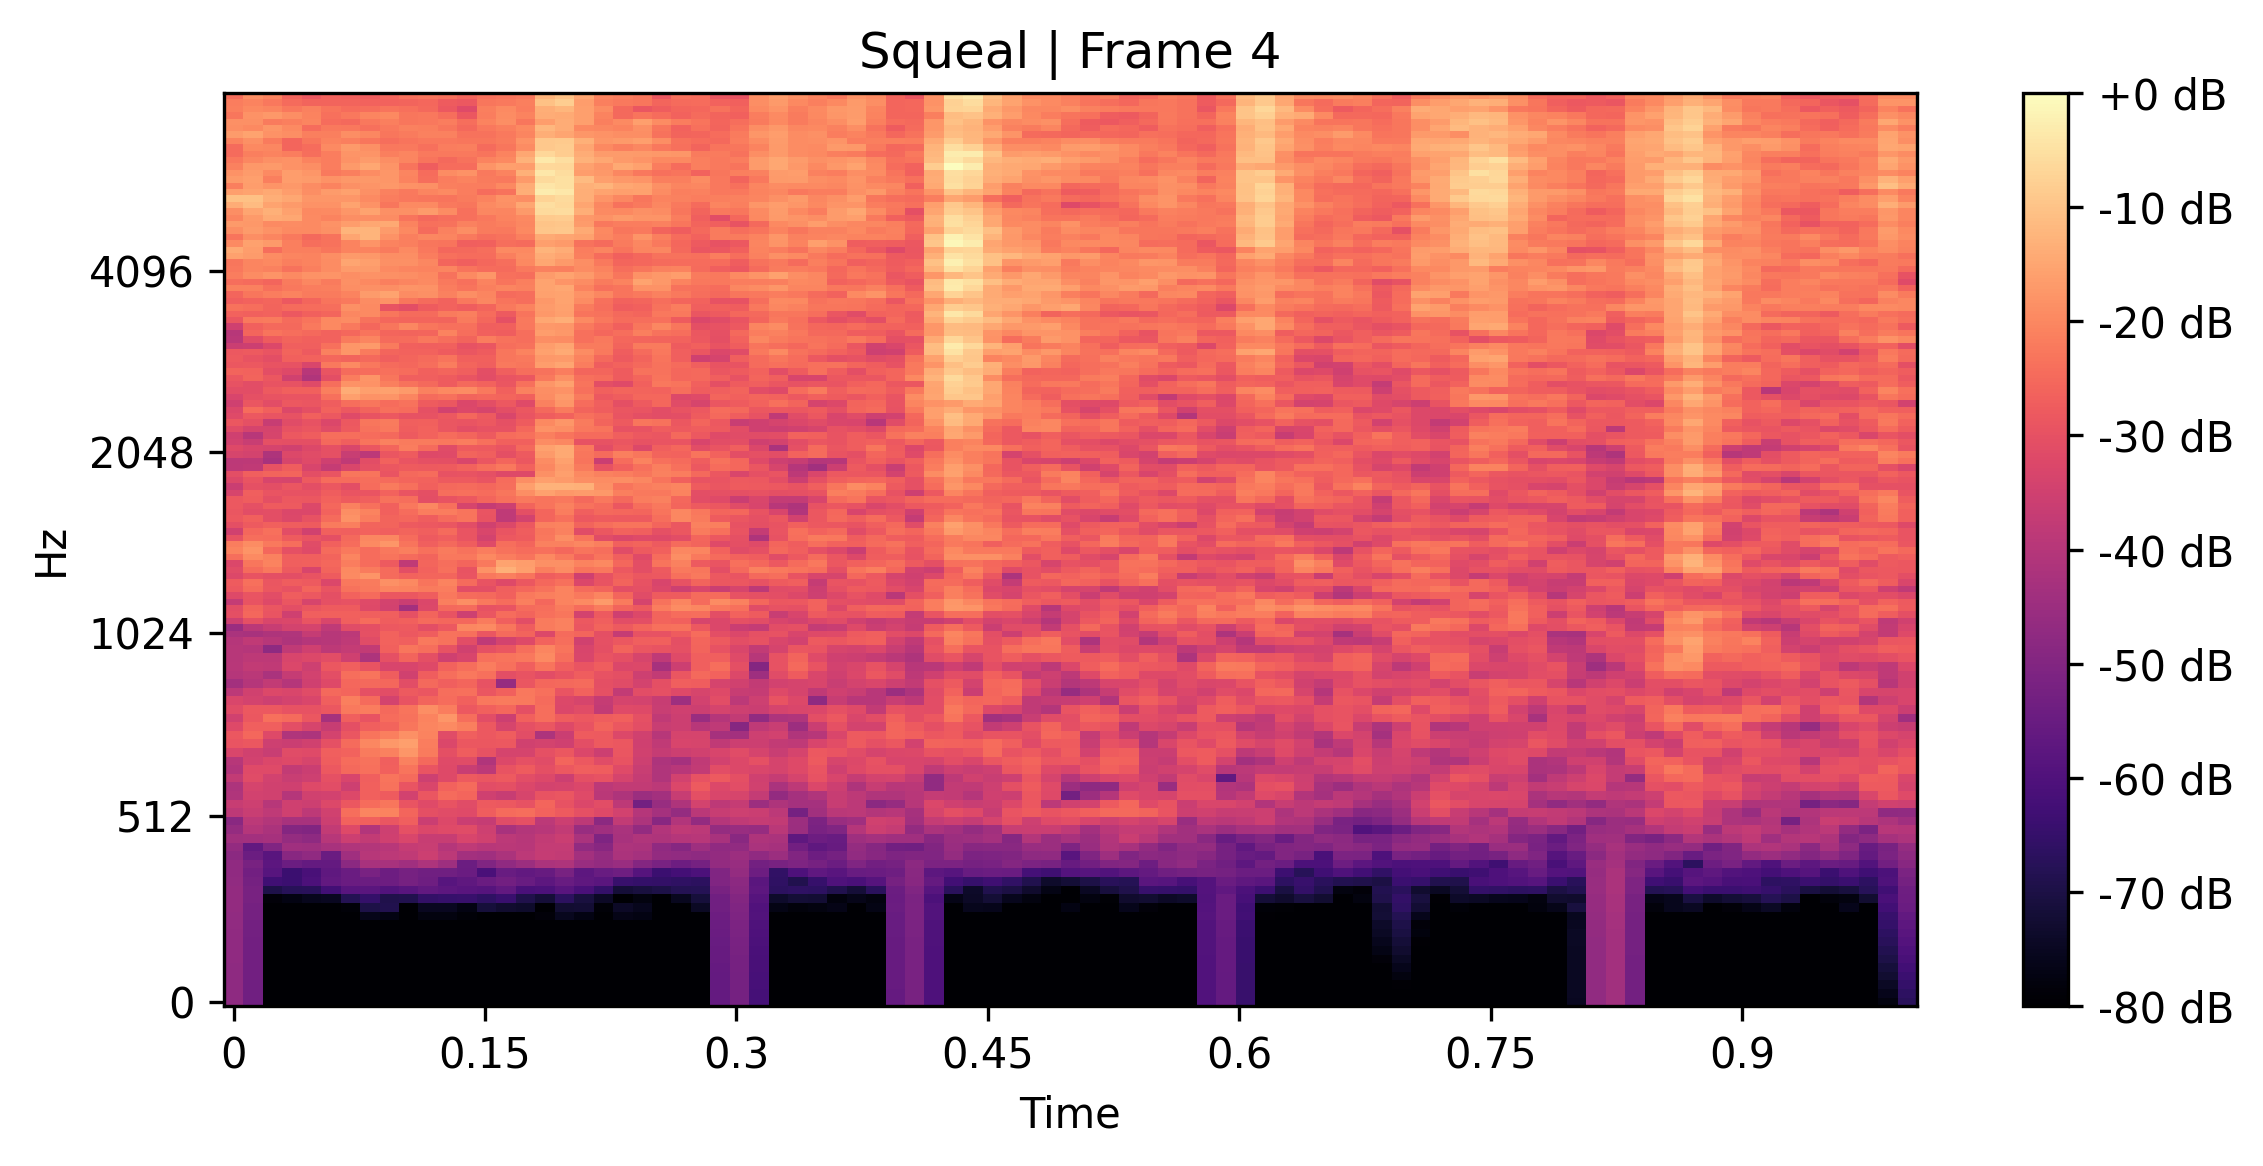 Squeal | Frame 4
+0 dB
-10 dB
-20 dB
-30 dB
-40 dB
-50 dB
-60 dB
-70 dB
-80 dB
4096
2048
1024
512
0
Hz
0 0.15 0.3 0.45 0.6 0.75 0.9
Time